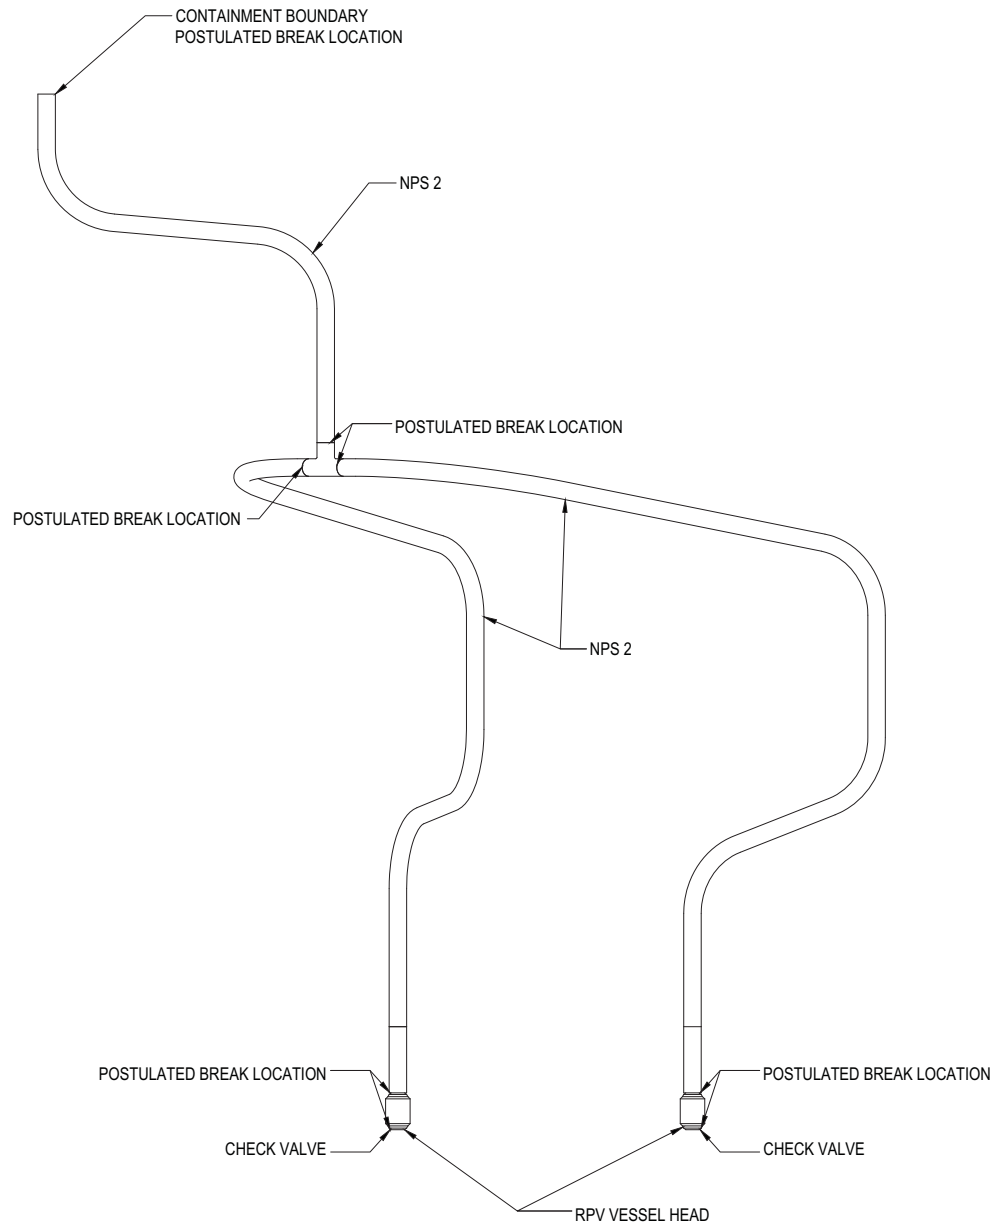 CONTAINMENT BOUNDARY
POSTULATED BREAK LOCATION
NPS 2
POSTULATED BREAK LOCATION
POSTULATED BREAK LOCATION
NPS 2
POSTULATED BREAK LOCATION
POSTULATED BREAK LOCATION
CHECK VALVE
CHECK VALVE
RPV VESSEL HEAD